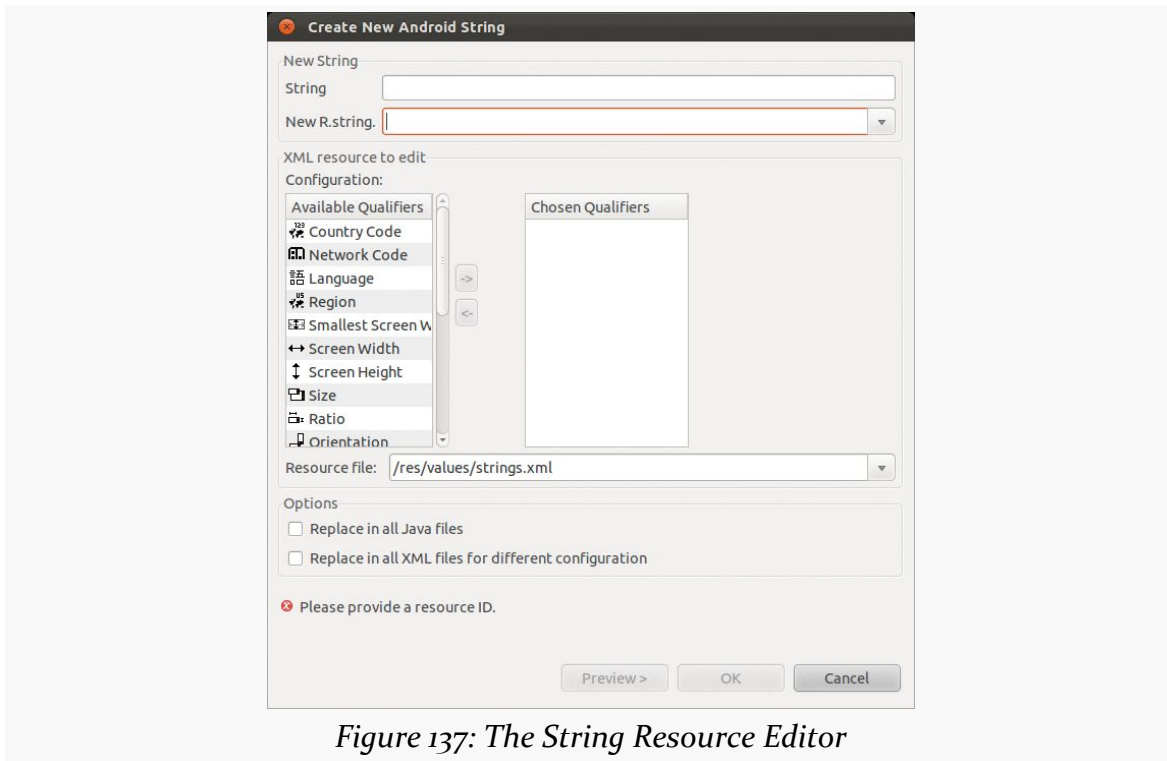 Create New Android String
New String
String
New R.string.
XML resource to edit
Configuration:
Available Qualifiers
Chosen Qualifiers
Country Code
Network Code
Language
Region
Smallest Screen W
Screen Width
Screen Height
Size
Ratio
Orientation
->
<-
Resource file: /res/values/strings.xml
Options
Replace in all Java files
Replace in all XML files for different configuration
Please provide a resource ID.
Preview > OK Cancel
Figure 137: The String Resource Editor